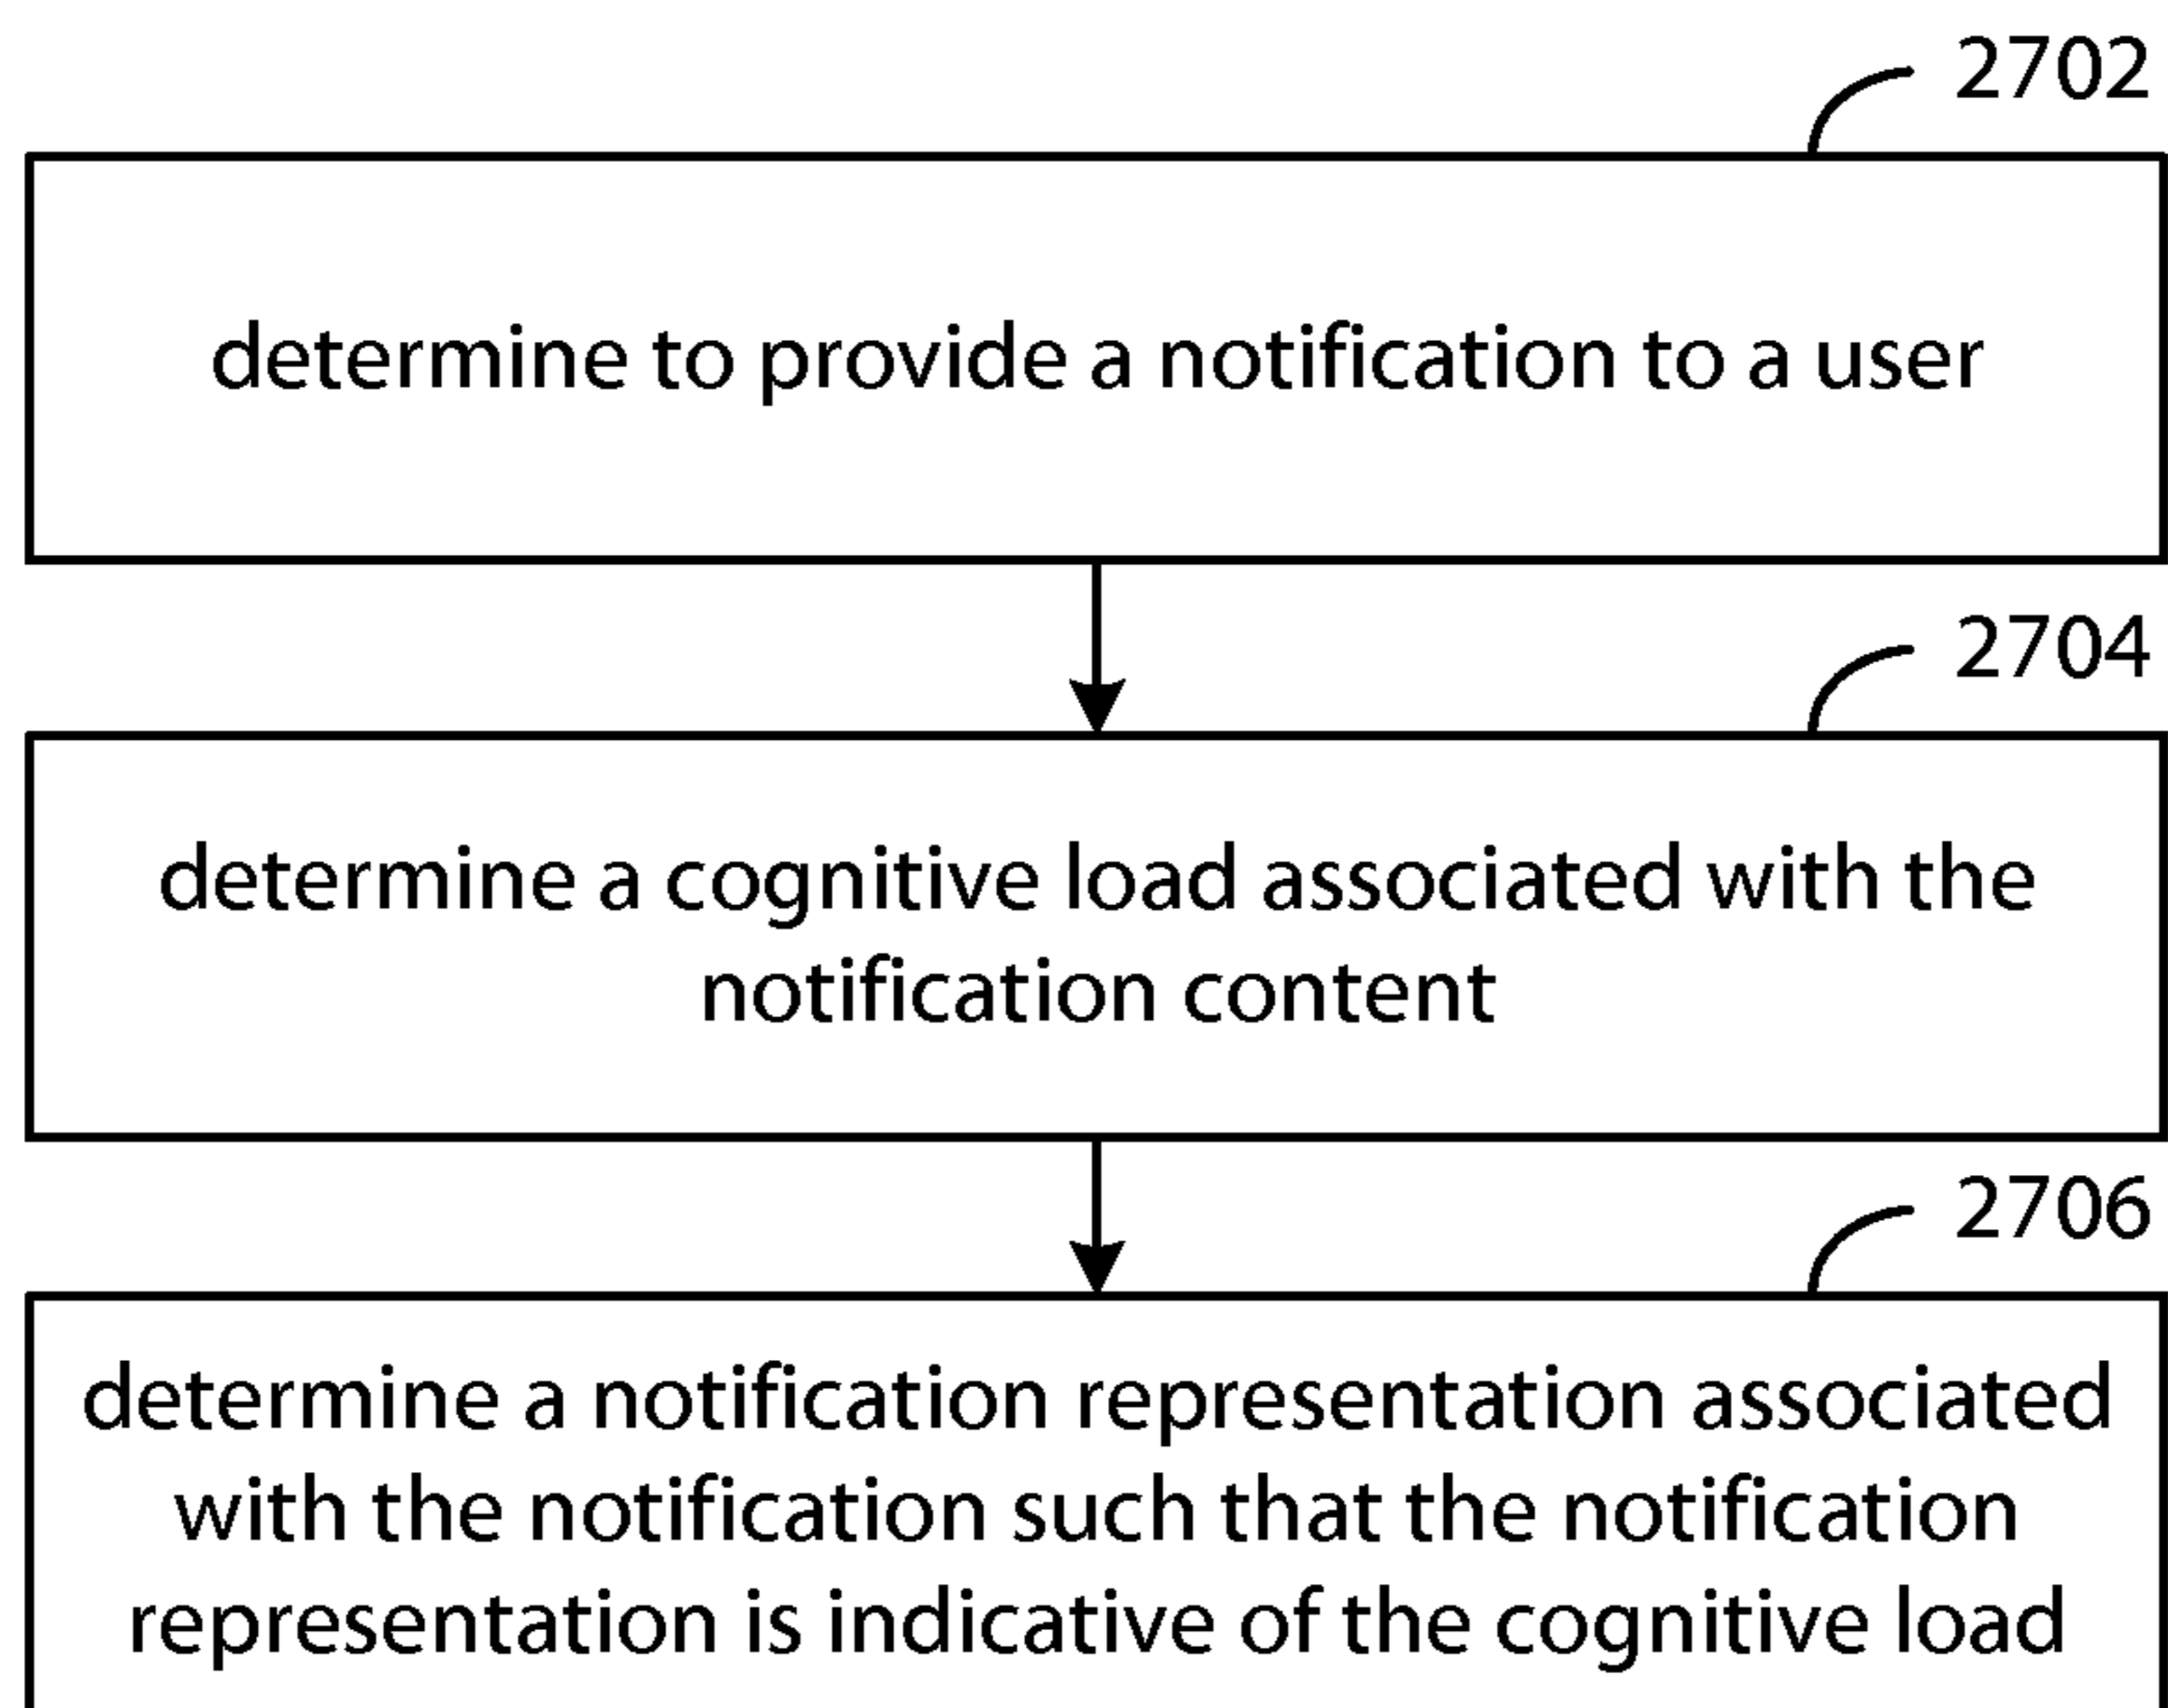 2702
determine to provide a notification to a user
2704
determine a cognitive load associated with the
notification content
2706
determine a notification representation associated
with the notification such that the notification
representation is indicative of the cognitive load